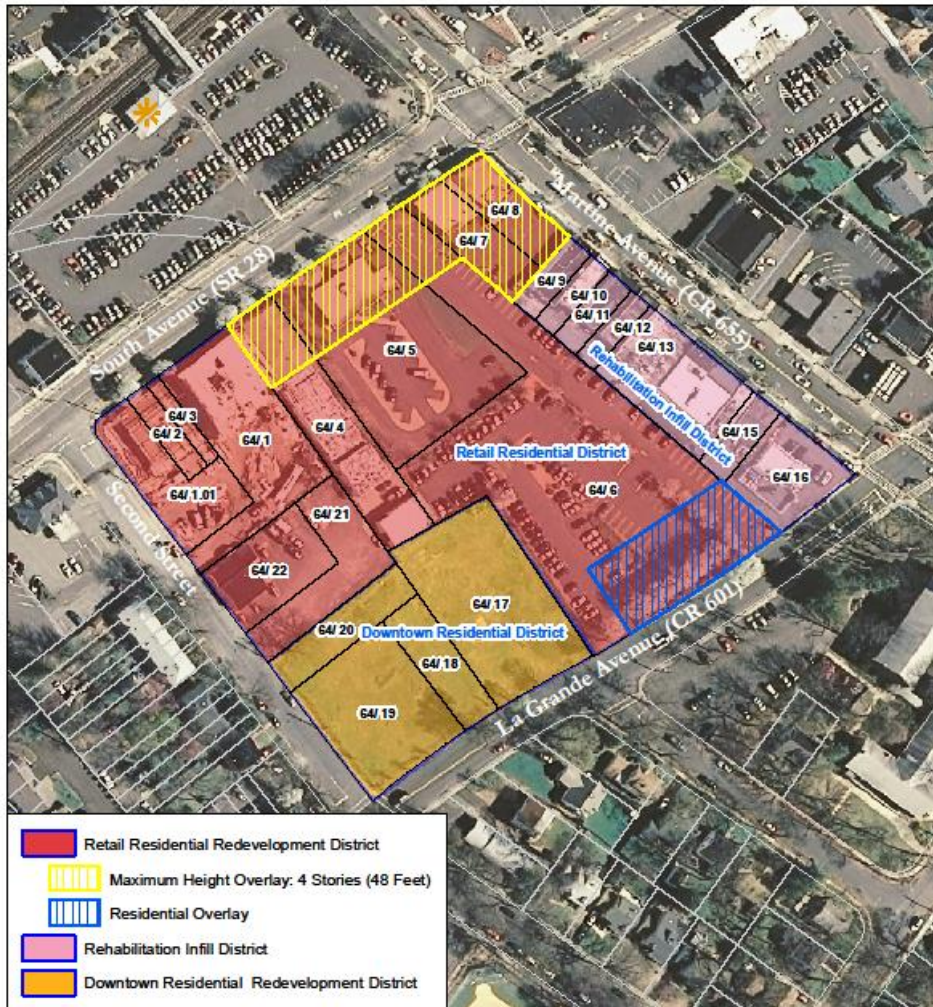 South Avenue (SR 28)
Martine Avenue (CR 655)
64/ 8
64/ 7
64/ 9
64/ 10
64/ 11
64/ 12
64/ 13
Rehabilitation Infill District
64/ 5
64/ 3
64/ 2
64/ 1
64/ 4
64/ 15
64/ 16
Retail Residential District
64/ 6
64/ 1.01
64/ 21
Second Street
64/ 22
64/ 17
64/ 20
Downtown Residential District
64/ 18
64/ 19
La Grande Avenue (CR 601)
Retail Residential Redevelopment District
Maximum Height Overlay: 4 Stories (48 Feet)
Residential Overlay
Rehabilitation Infill District
Downtown Residential Redevelopment District